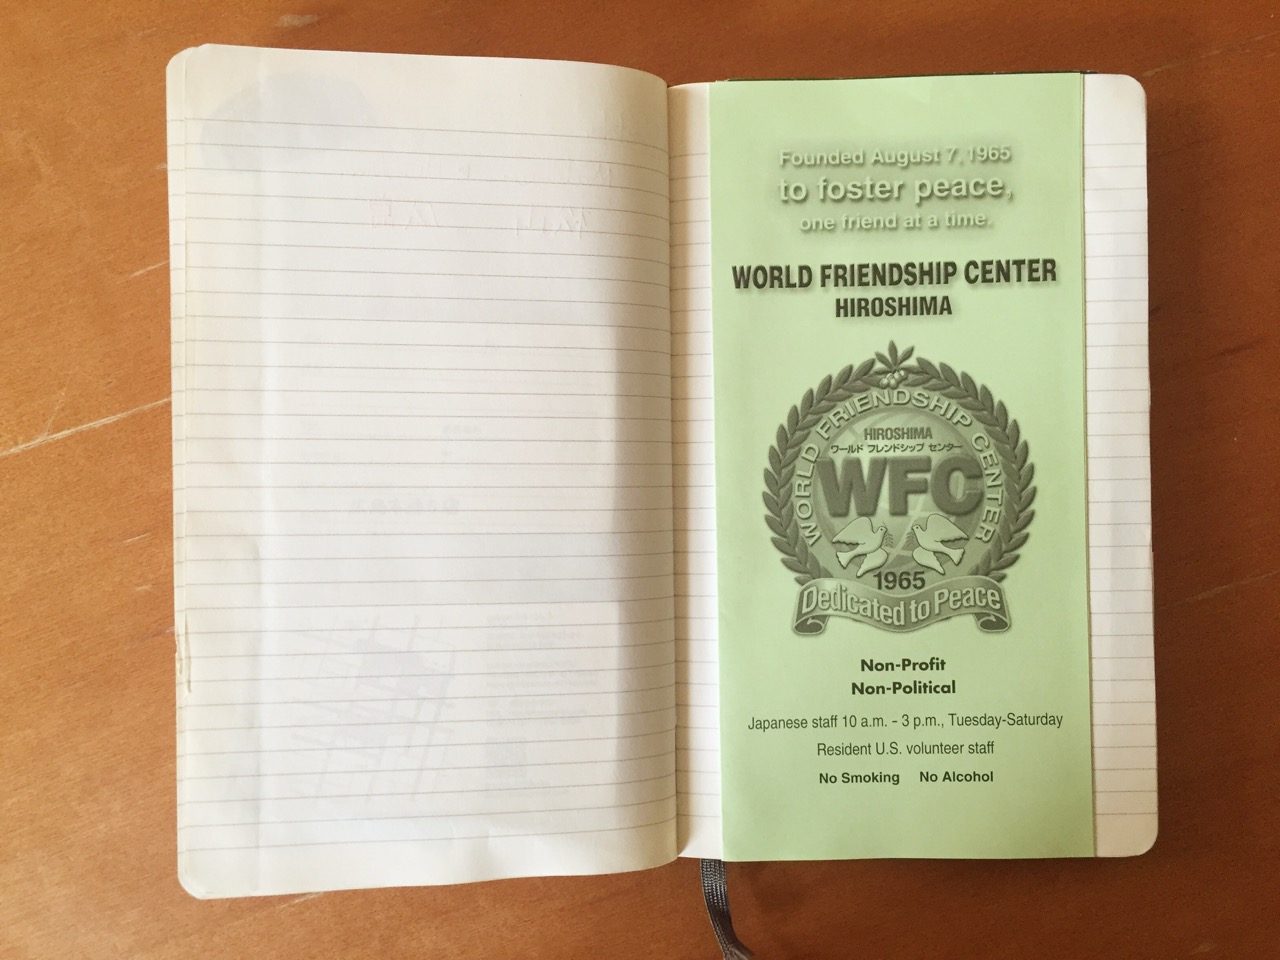 Founded August 7, 1965
to foster peace,
one friend at a time.
WORLD FRIENDSHIP CENTER
HIROSHIMA
WORLD FRIENDSHIP CENTER
HIROSHIMA
ワールド フレンドシップ センター
WFC
1965
Dedicated to Peace
Non-Profit
Non-Political
Japanese staff 10 a.m. - 3 p.m., Tuesday-Saturday
Resident U.S. volunteer staff
No Smoking No Alcohol